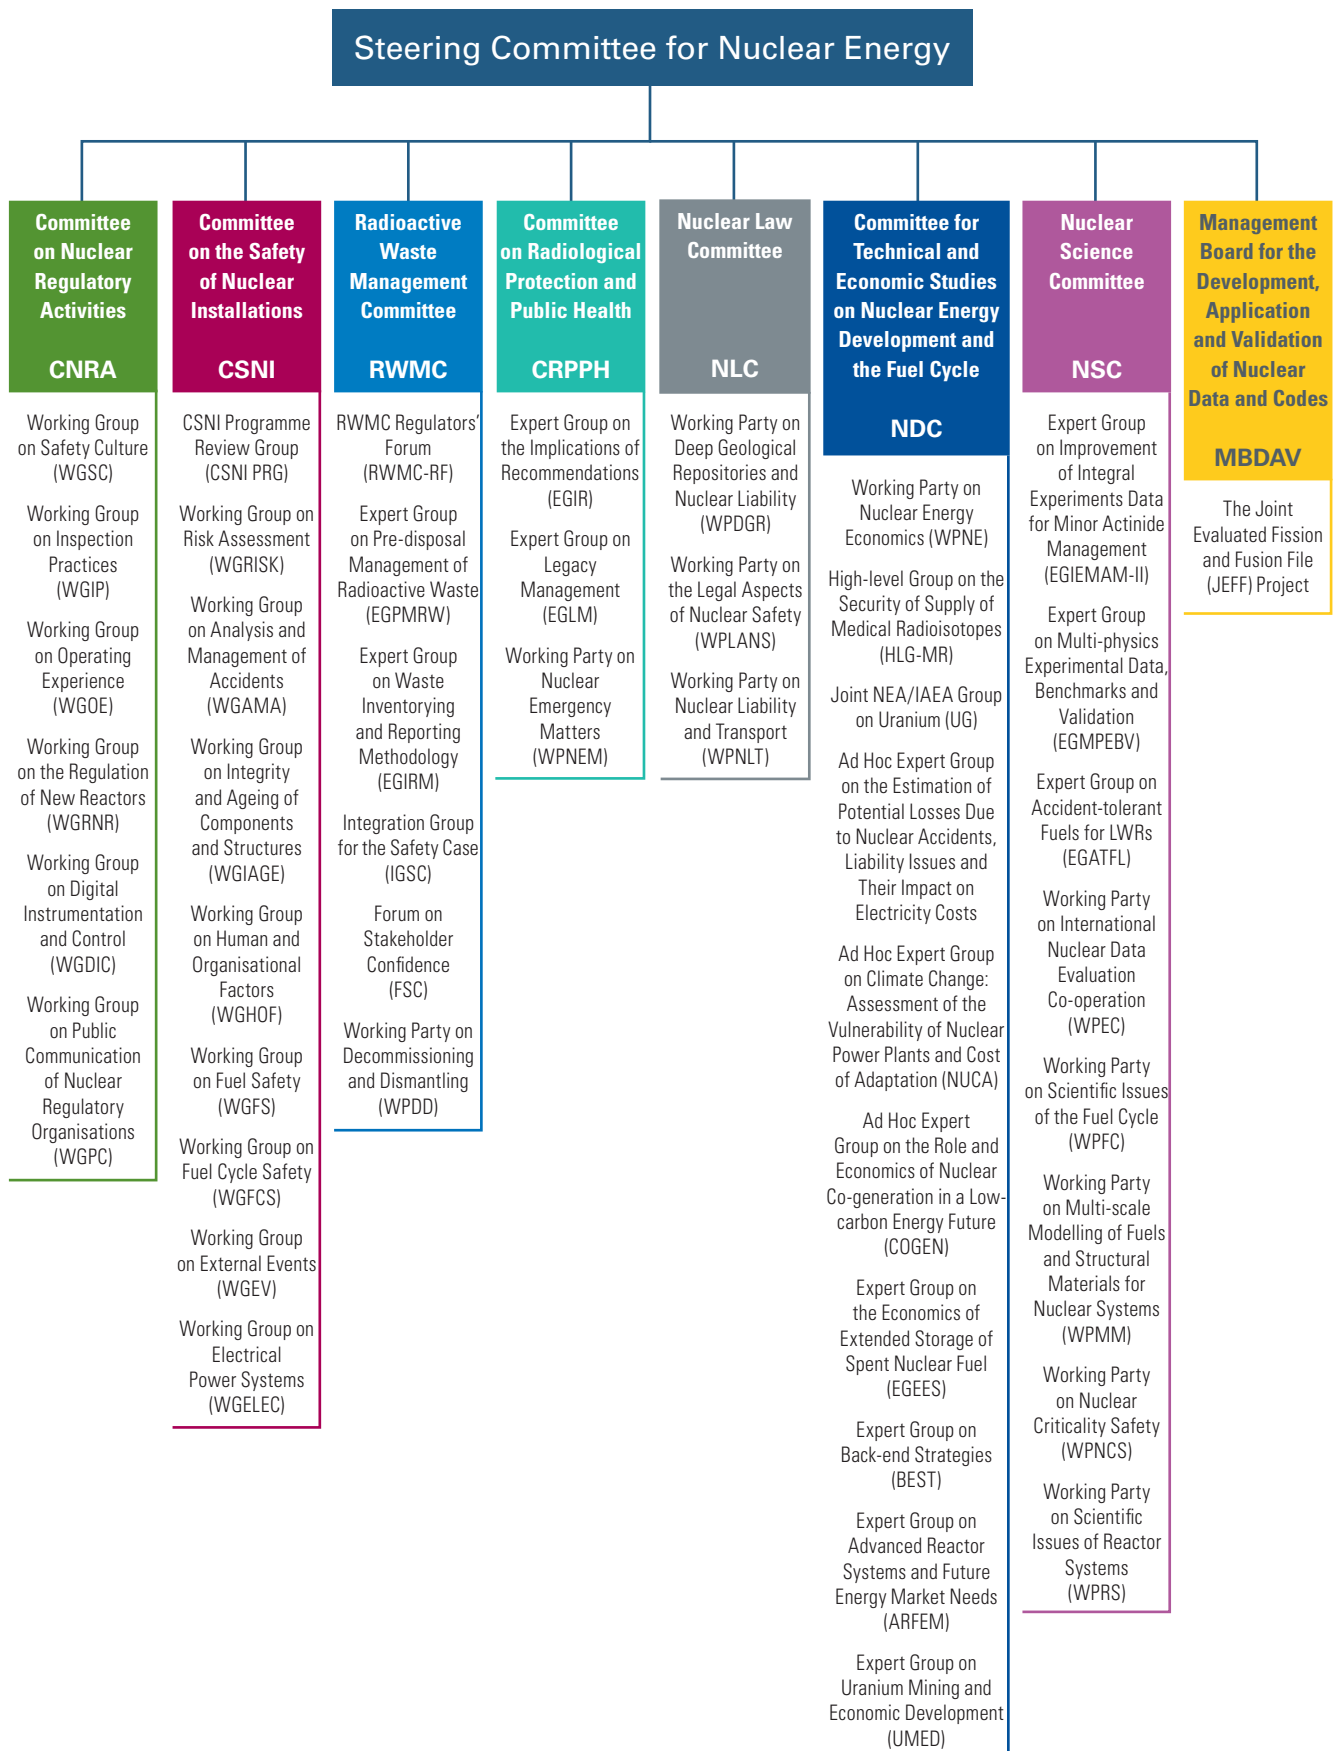 Steering Committee for Nuclear Energy
Committee
on Nuclear
Regulatory
Activities
CNRA
Working Group
on Safety Culture
(WGSC)
Working Group
on Inspection
Practices
(WGIP)
Working Group
on Operating
Experience
(WGOE)
Working Group
on the Regulation
of New Reactors
(WGRNR)
Working Group
on Digital
Instrumentation
and Control
(WGDIC)
Working Group
on Public
Communication
of Nuclear
Regulatory
Organisations
(WGPC)
Committee
on the Safety
of Nuclear
Installations
CSNI
CSNI Programme
Review Group
(CSNI PRG)
Working Group on
Risk Assessment
(WGRISK)
Working Group
on Analysis and
Management of
Accidents
(WGAMA)
Working Group
on Integrity
and Ageing of
Components
and Structures
(WGIAGE)
Working Group
on Human and
Organisational
Factors
(WGHOF)
Working Group
on Fuel Safety
(WGFS)
Working Group on
Fuel Cycle Safety
(WGFCS)
Working Group
on External Events
(WGEV)
Working Group on
Electrical
Power Systems
(WGELEC)
Radioactive
Waste
Management
Committee
RWMC
RWMC Regulators’
Forum
(RWMC-RF)
Expert Group
on Pre-disposal
Management of
Radioactive Waste
(EGPMRW)
Expert Group
on Waste
Inventorying
and Reporting
Methodology
(EGIRM)
Integration Group
for the Safety Case
(IGSC)
Forum on
Stakeholder
Confidence
(FSC)
Working Party on
Decommissioning
and Dismantling
(WPDD)
Committee
on Radiological
Protection and
Public Health
CRPPH
Expert Group on
the Implications of
Recommendations
(EGIR)
Expert Group on
Legacy
Management
(EGLM)
Working Party on
Nuclear
Emergency
Matters
(WPNEM)
Nuclear Law
Committee
NLC
Working Party on
Deep Geological
Repositories and
Nuclear Liability
(WPDGR)
Working Party on
the Legal Aspects
of Nuclear Safety
(WPLANS)
Working Party on
Nuclear Liability
and Transport
(WPNLT)
Committee for
Technical and
Economic Studies
on Nuclear Energy
Development and
the Fuel Cycle
NDC
Working Party on
Nuclear Energy
Economics (WPNE)
High-level Group on the
Security of Supply of
Medical Radioisotopes
(HLG-MR)
Joint NEA/IAEA Group
on Uranium (UG)
Ad Hoc Expert Group
on the Estimation of
Potential Losses Due
to Nuclear Accidents,
Liability Issues and
Their Impact on
Electricity Costs
Ad Hoc Expert Group
on Climate Change:
Assessment of the
Vulnerability of Nuclear
Power Plants and Cost
of Adaptation (NUCA)
Ad Hoc Expert
Group on the Role and
Economics of Nuclear
Co-generation in a Low-
carbon Energy Future
(COGEN)
Expert Group on
the Economics of
Extended Storage of
Spent Nuclear Fuel
(EGEES)
Expert Group on
Back-end Strategies
(BEST)
Expert Group on
Advanced Reactor
Systems and Future
Energy Market Needs
(ARFEM)
Expert Group on
Uranium Mining and
Economic Development
(UMED)
Nuclear
Science
Committee
NSC
Expert Group
on Improvement
of Integral
Experiments Data
for Minor Actinide
Management
(EGIEMAM-II)
Expert Group
on Multi-physics
Experimental Data,
Benchmarks and
Validation
(EGMPEBV)
Expert Group on
Accident-tolerant
Fuels for LWRs
(EGATFL)
Working Party
on International
Nuclear Data
Evaluation
Co-operation
(WPEC)
Working Party
on Scientific Issues
of the Fuel Cycle
(WPFC)
Working Party
on Multi-scale
Modelling of Fuels
and Structural
Materials for
Nuclear Systems
(WPMM)
Working Party
on Nuclear
Criticality Safety
(WPNCS)
Working Party
on Scientific
Issues of Reactor
Systems
(WPRS)
Management
Board for the
Development,
Application
and Validation
of Nuclear
Data and Codes
MBDAV
The Joint
Evaluated Fission
and Fusion File
(JEFF) Project